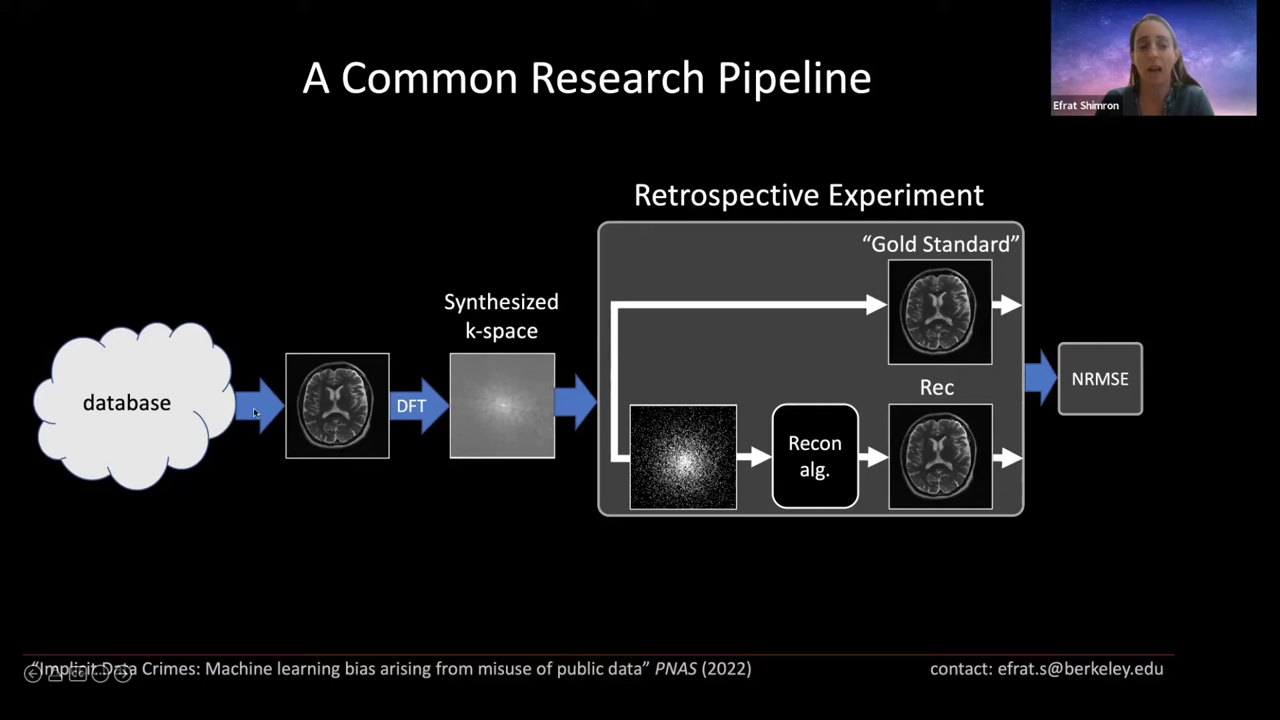 A Common Research Pipeline
Efrat Shimron
Retrospective Experiment
“Gold Standard”
Synthesized
k-space
database
DFT
Rec
Recon
alg.
NRMSE
“Implicit Data Crimes: Machine learning bias arising from misuse of public data” PNAS (2022)
contact: efrat.s@berkeley.edu